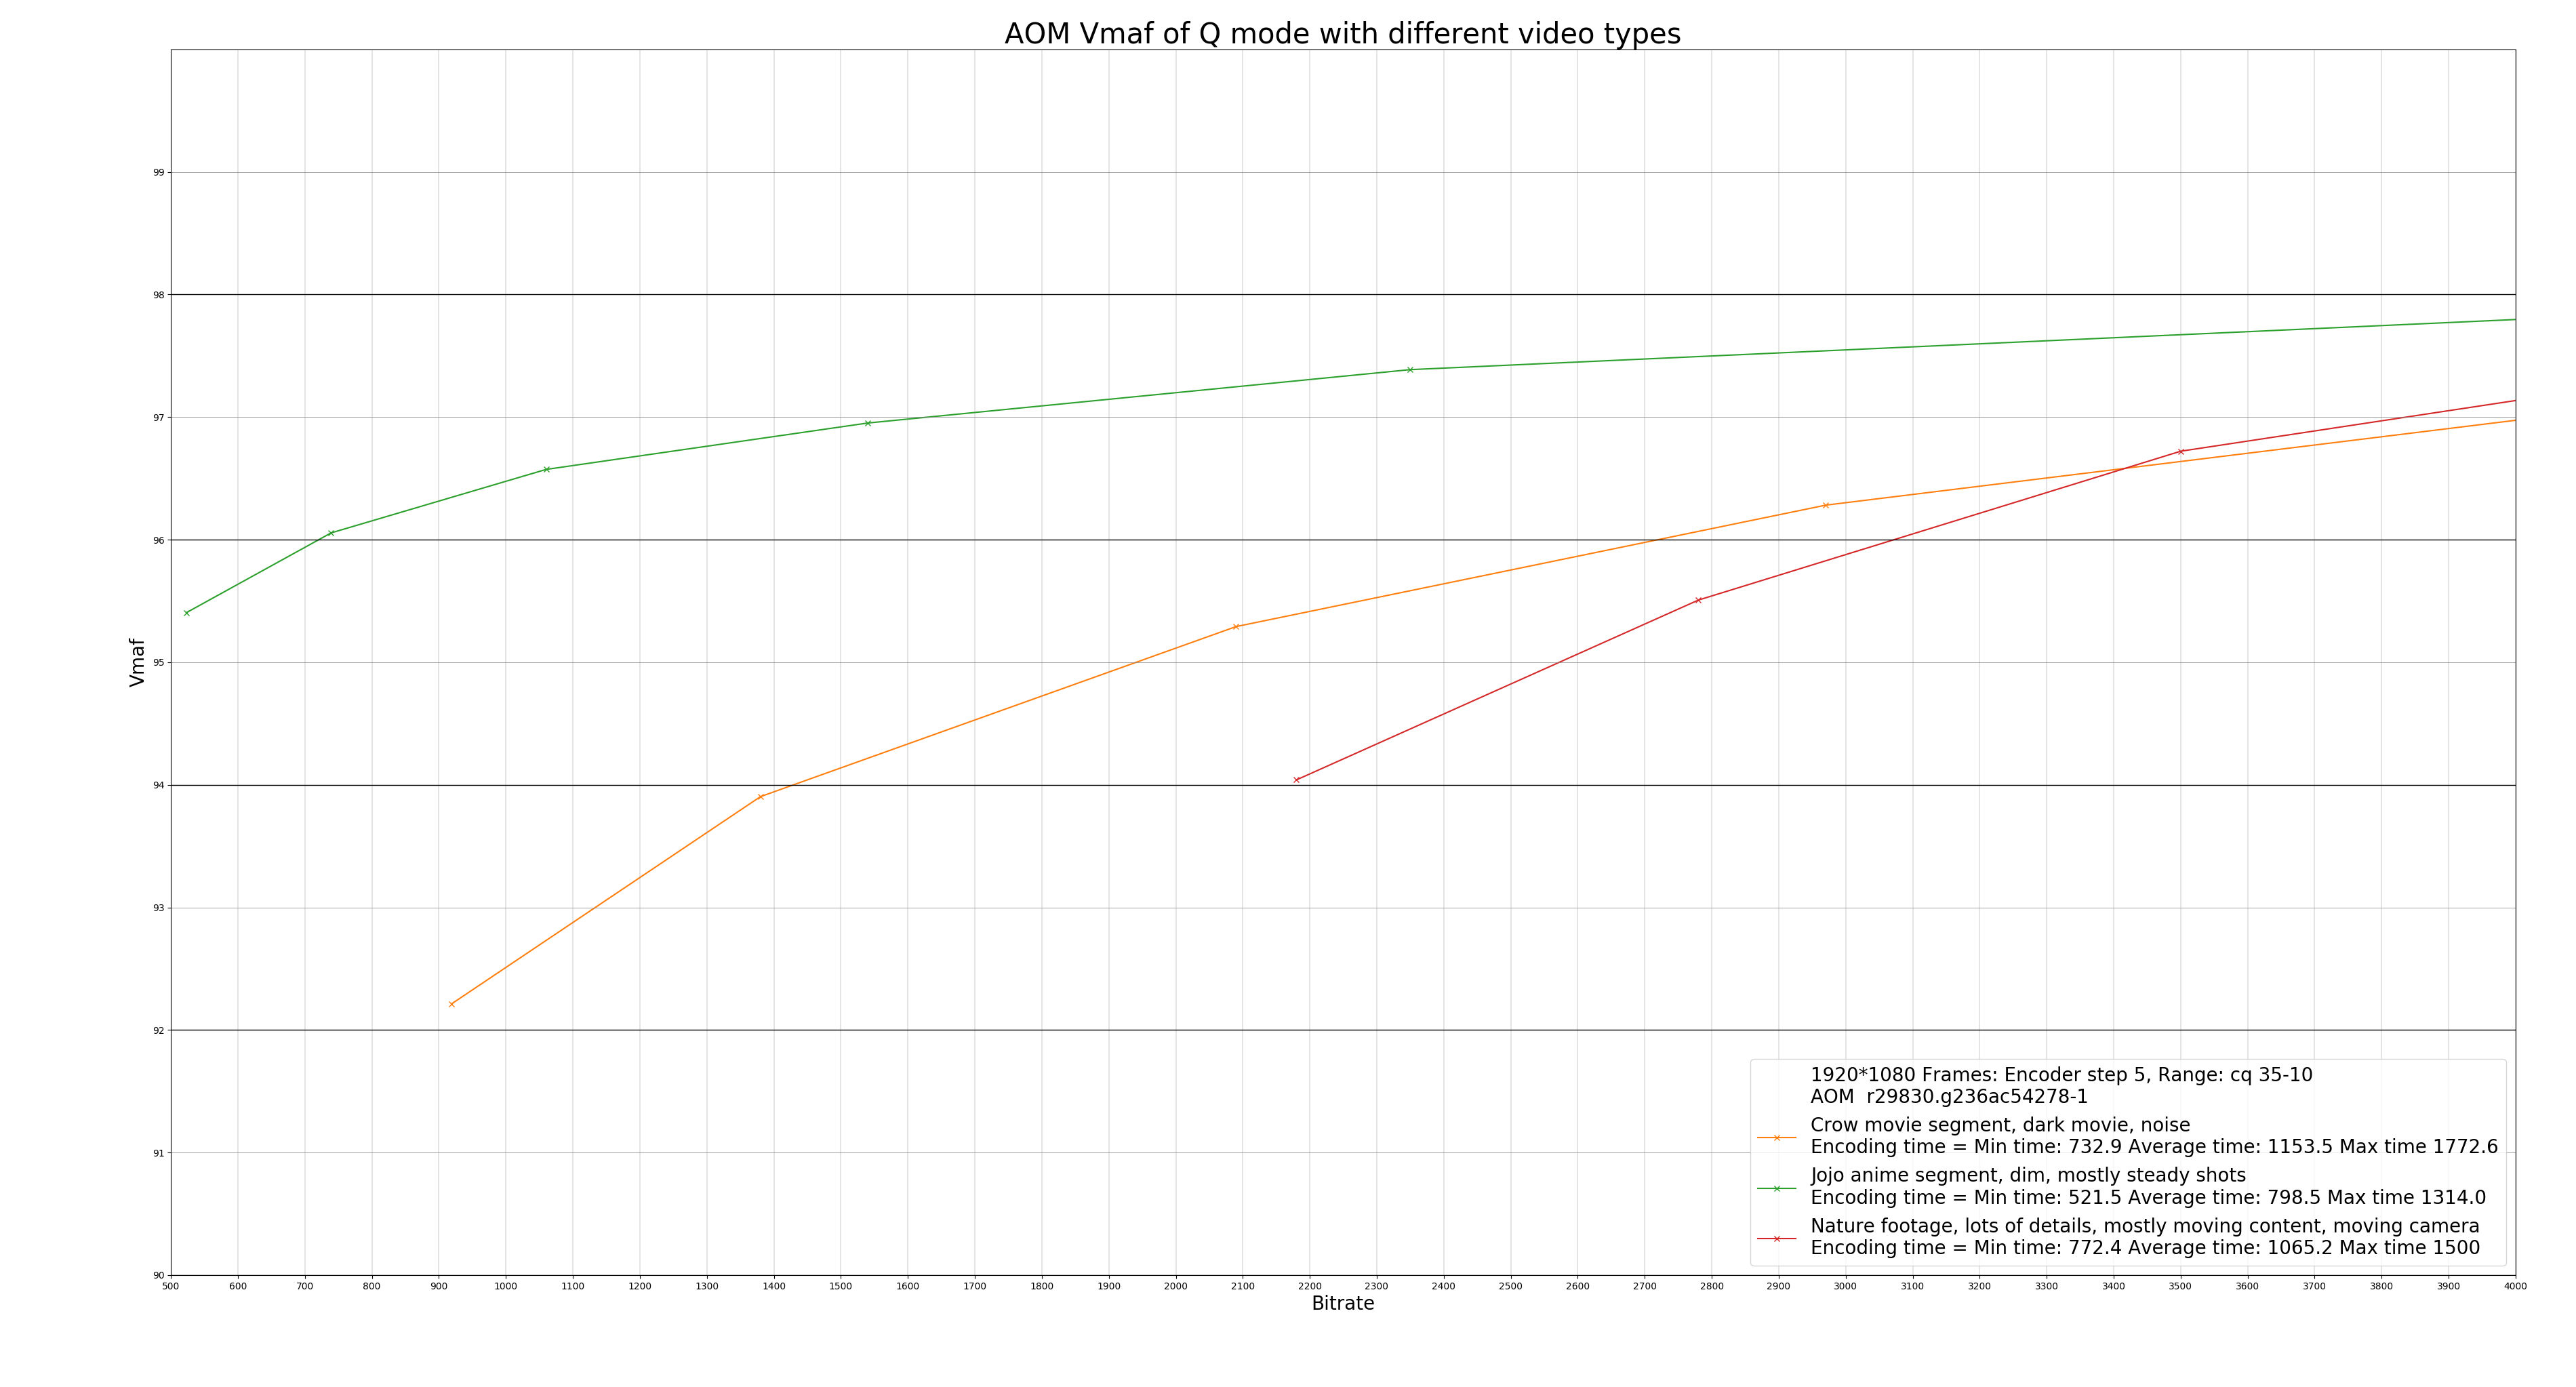 AOM Vmaf of Q mode with different video types
99
98
97
96
95
94
93
92
91
90
Vmaf
1920*1080 Frames: Encoder step 5, Range: cq 35-10
AOM  r29830.g236ac54278-1
Crow movie segment, dark movie, noise
Encoding time = Min time: 732.9 Average time: 1153.5 Max time 1772.6
Jojo anime segment, dim, mostly steady shots
Encoding time = Min time: 521.5 Average time: 798.5 Max time 1314.0
Nature footage, lots of details, mostly moving content, moving camera
Encoding time = Min time: 772.4 Average time: 1065.2 Max time 1500
500 600 700 800 900 1000 1100 1200 1300 1400 1500 1600 1700 1800 1900 2000 2100 2200 2300 2400 2500 2600 2700 2800 2900 3000 3100 3200 3300 3400 3500 3600 3700 3800 3900 4000
Bitrate